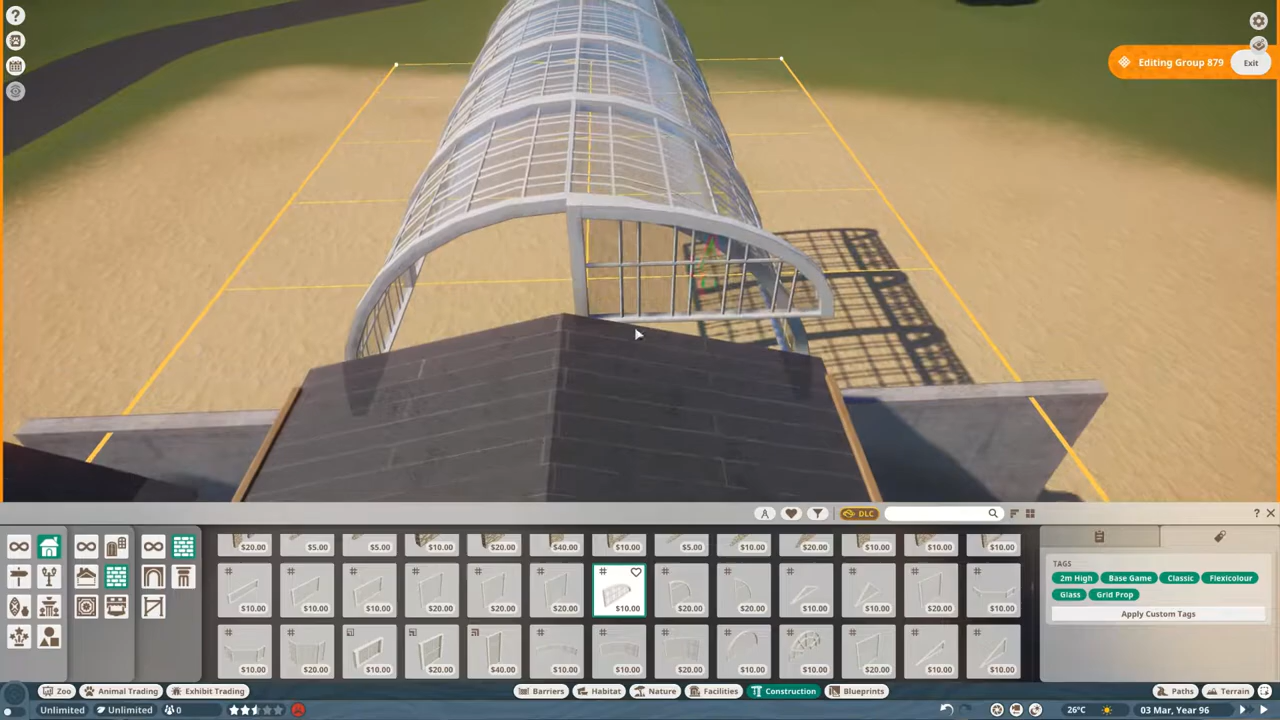 ?
Editing Group 879 Exit
DLC
? ×
$20.00 $5.00 $5.00 $10.00 $20.00 $40.00 $10.00 $5.00 $10.00 $20.00 $10.00 $10.00 $10.00
$10.00 $10.00 $10.00 $20.00 $20.00 $20.00 $10.00 $20.00 $20.00 $10.00 $10.00 $20.00 $10.00
$10.00 $20.00 $10.00 $20.00 $40.00 $10.00 $10.00 $20.00 $10.00 $20.00 $20.00 $10.00 $10.00
TAGS
2m High Base Game Classic Flexicolour
Glass Grid Prop
Apply Custom Tags
Zoo Animal Trading Exhibit Trading Barriers Habitat Nature Facilities Construction Blueprints Paths Terrain
Unlimited Unlimited 0 26°C 03 Mar, Year 96